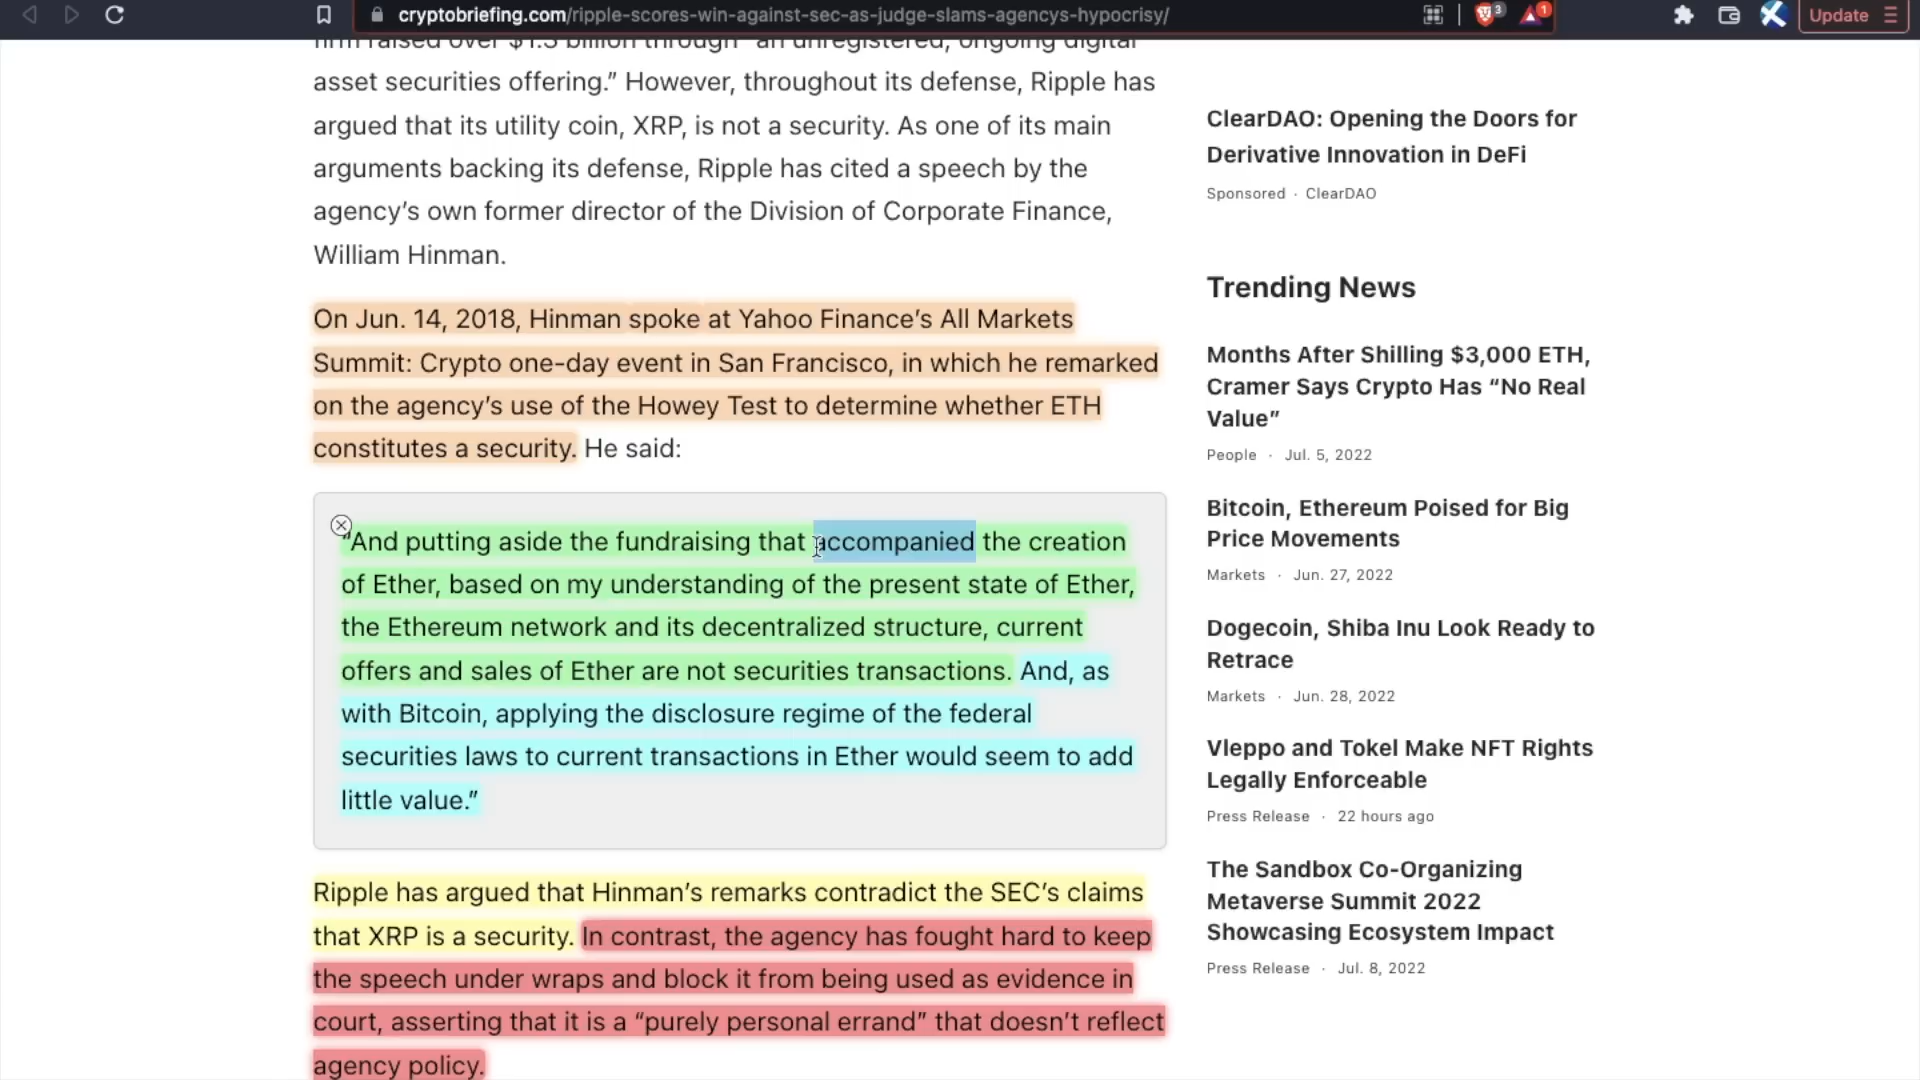 cryptobriefing.com/ripple-scores-win-against-sec-as-judge-slams-agencys-hypocrisy/
3
1
Update
firm raised over $1.3 billion through “an unregistered, ongoing digital
asset securities offering.” However, throughout its defense, Ripple has
argued that its utility coin, XRP, is not a security. As one of its main
arguments backing its defense, Ripple has cited a speech by the
agency’s own former director of the Division of Corporate Finance,
William Hinman.
On Jun. 14, 2018, Hinman spoke at Yahoo Finance’s All Markets
Summit: Crypto one-day event in San Francisco, in which he remarked
on the agency’s use of the Howey Test to determine whether ETH
constitutes a security. He said:
“And putting aside the fundraising that accompanied the creation
of Ether, based on my understanding of the present state of Ether,
the Ethereum network and its decentralized structure, current
offers and sales of Ether are not securities transactions. And, as
with Bitcoin, applying the disclosure regime of the federal
securities laws to current transactions in Ether would seem to add
little value.”
Ripple has argued that Hinman’s remarks contradict the SEC’s claims
that XRP is a security. In contrast, the agency has fought hard to keep
the speech under wraps and block it from being used as evidence in
court, asserting that it is a “purely personal errand” that doesn’t reflect
agency policy.
ClearDAO: Opening the Doors for
Derivative Innovation in DeFi
Sponsored · ClearDAO
Trending News
Months After Shilling $3,000 ETH,
Cramer Says Crypto Has “No Real
Value”
People · Jul. 5, 2022
Bitcoin, Ethereum Poised for Big
Price Movements
Markets · Jun. 27, 2022
Dogecoin, Shiba Inu Look Ready to
Retrace
Markets · Jun. 28, 2022
Vleppo and Tokel Make NFT Rights
Legally Enforceable
Press Release · 22 hours ago
The Sandbox Co-Organizing
Metaverse Summit 2022
Showcasing Ecosystem Impact
Press Release · Jul. 8, 2022